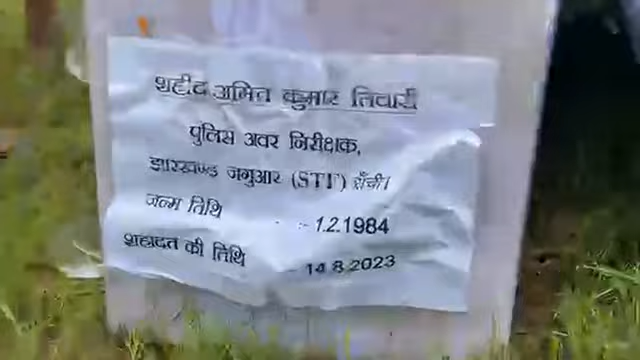 शहीद अमित कुमार तिवारी
पुलिस अवर निरीक्षक,
झारखण्ड जगुआर (STF) राँची।
जन्म तिथि :- 1.2.1984
शहादत की तिथि - 14.8.2023